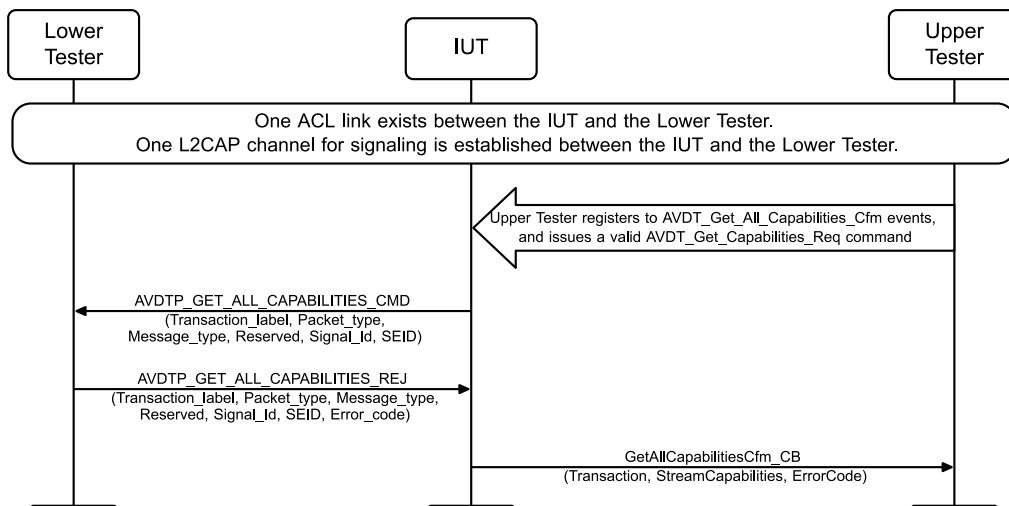 Lower
Tester
IUT
Upper
Tester
One ACL link exists between the IUT and the Lower Tester.
One L2CAP channel for signaling is established between the IUT and the Lower Tester.
Upper Tester registers to AVDT_Get_All_Capabilities_Cfm events,
and issues a valid AVDT_Get_Capabilities_Req command
AVDTP_GET_ALL_CAPABILITIES_CMD
(Transaction_label, Packet_type,
Message_type, Reserved, Signal_Id, SEID)
AVDTP_GET_ALL_CAPABILITIES_REJ
(Transaction_label, Packet_type, Message_type,
Reserved, Signal_Id, SEID, Error_code)
GetAllCapabilitiesCfm_CB
(Transaction, StreamCapabilities, ErrorCode)